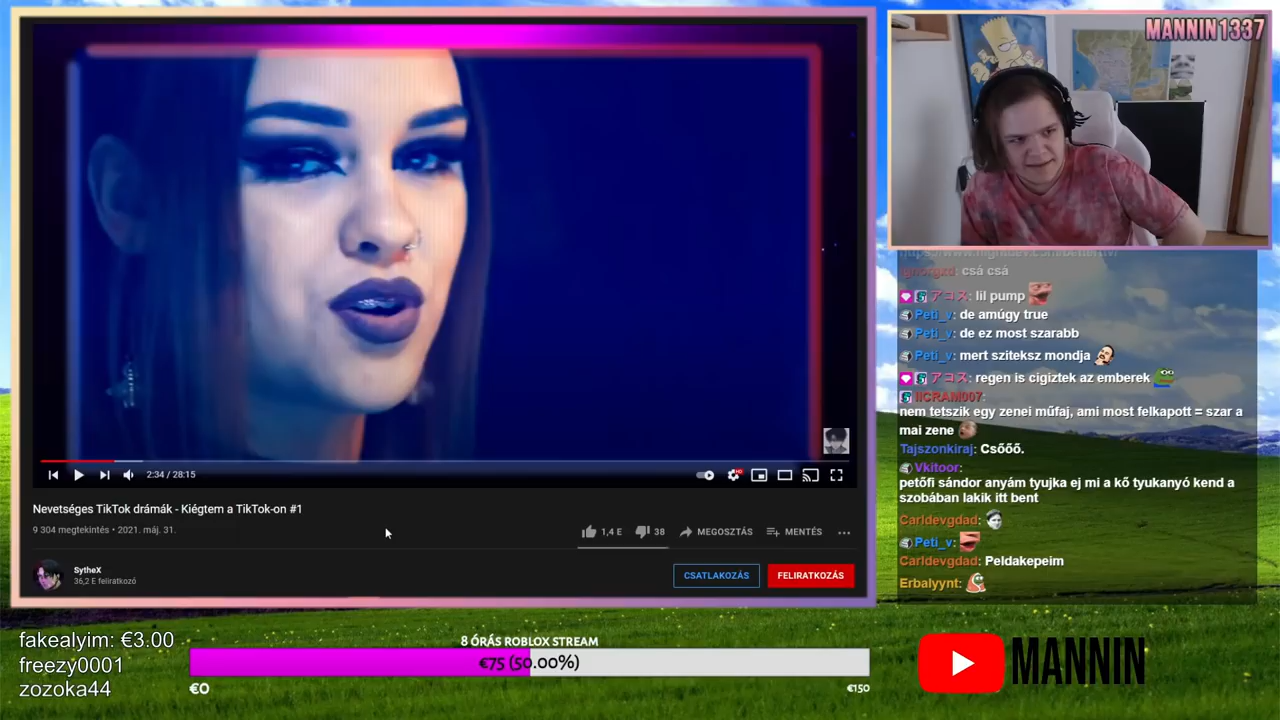 MANNIN1337
2:34 / 28:15
HD
Nevetséges TikTok drámák - Kiégtem a TikTok-on #1
9 304 megtekintés • 2021. máj. 31.
1,4 E
38
MEGOSZTÁS
MENTÉS
SytheX
36,2 E feliratkozó
CSATLAKOZÁS
FELIRATKOZÁS
csá csá
アコス: lil pump
Peti_v: de amúgy true
Peti_v: de ez most szarabb
Peti_v: mert sziteksz mondja
アコス: regen is cigiztek az emberek
IICRAM007:
nem tetszik egy zenei műfaj, ami most felkapott = szar a
mai zene
Tajszonkiraj: Csőőő.
Vkitoor:
petőfi sándor anyám tyujka ej mi a kő tyukanyó kend a
szobában lakik itt bent
Carldevgdad:
Peti_v:
Carldevgdad: Peldakepeim
Erbalyynt:
fakealyim: €3.00
freezy0001
zozoka44
8 ÓRÁS ROBLOX STREAM
€75 (50.00%)
€0
€150
MANNIN